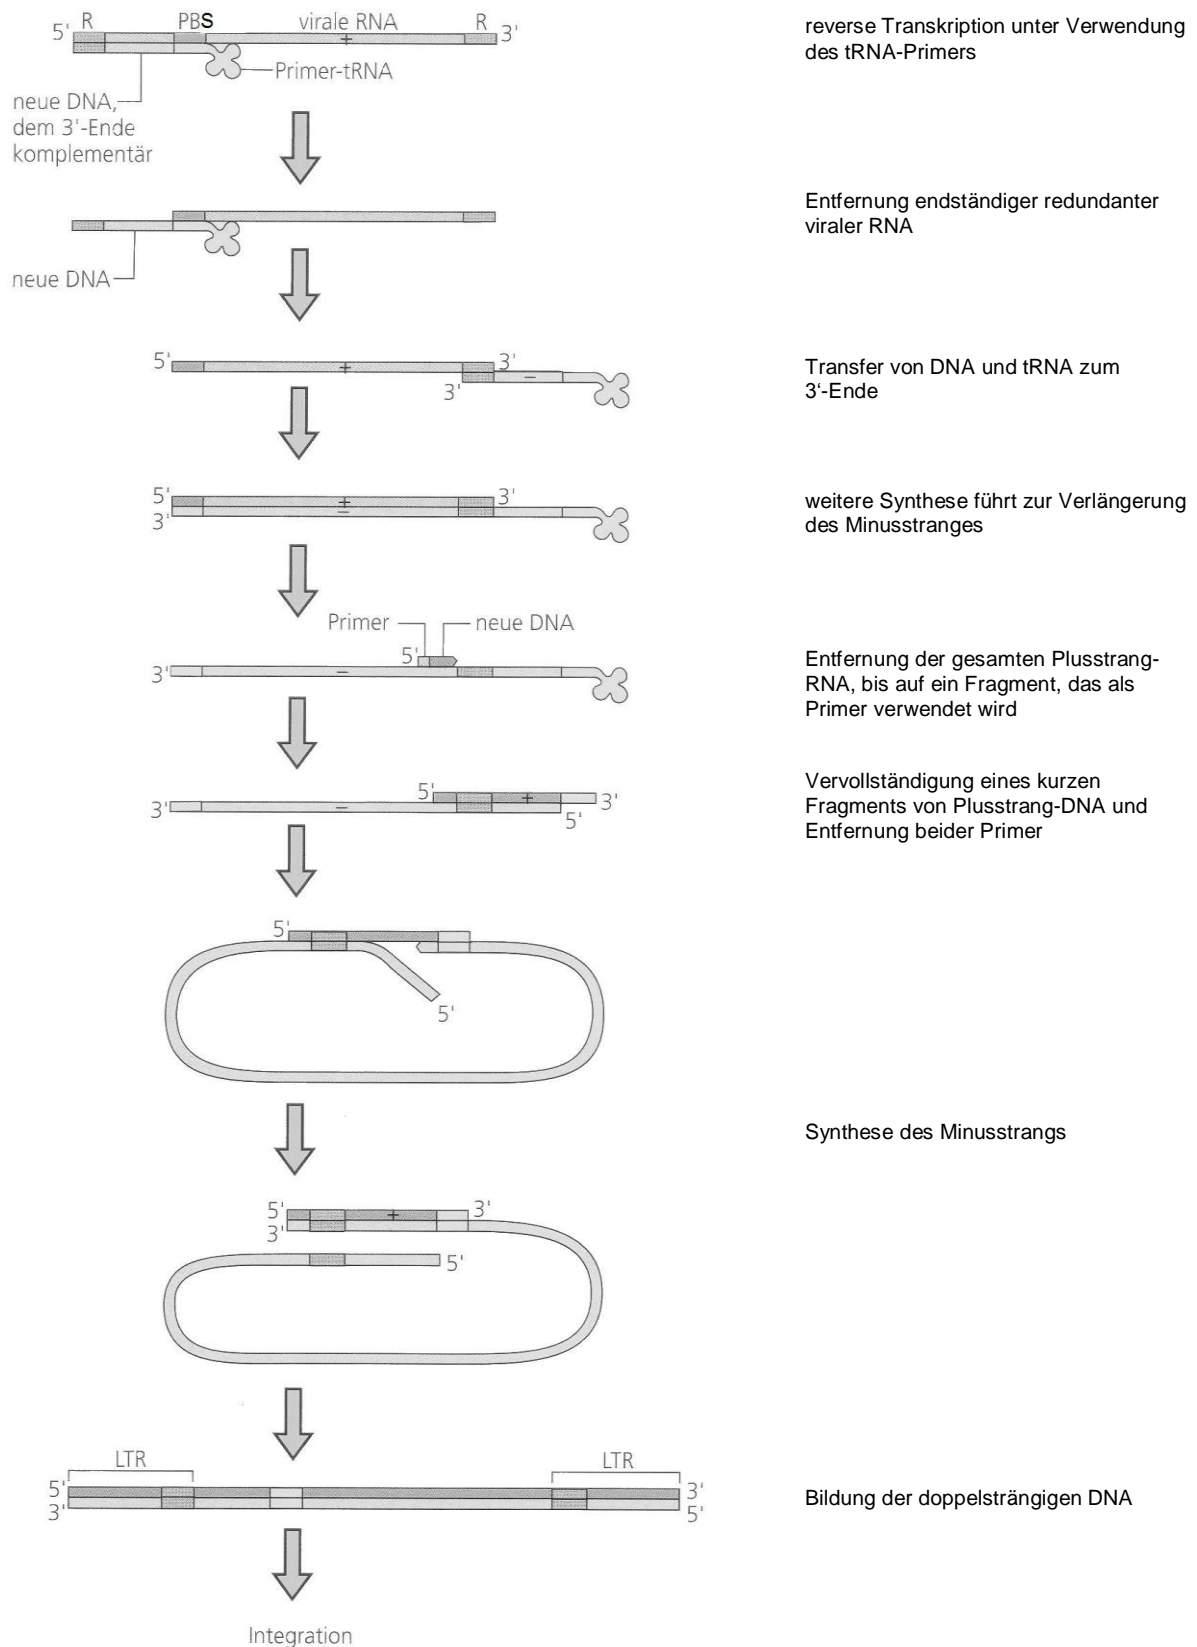 5' R PBS virale RNA R 3'
+
Primer-tRNA
neue DNA,
dem 3'-Ende
komplementär
reverse Transkription unter Verwendung
des tRNA-Primers
neue DNA
Entfernung endständiger redundanter
viraler RNA
5' 3'
+
3' −
Transfer von DNA und tRNA zum
3‘-Ende
5' + 3'
3' −
weitere Synthese führt zur Verlängerung
des Minusstranges
Primer neue DNA
5'
3' −
Entfernung der gesamten Plusstrang-
RNA, bis auf ein Fragment, das als
Primer verwendet wird
5' + 3'
3' − 5'
Vervollständigung eines kurzen
Fragments von Plusstrang-DNA und
Entfernung beider Primer
5'
5'
Synthese des Minusstrangs
5' + 3'
3'
5'
LTR LTR
5' 3'
3' 5'
Bildung der doppelsträngigen DNA
Integration